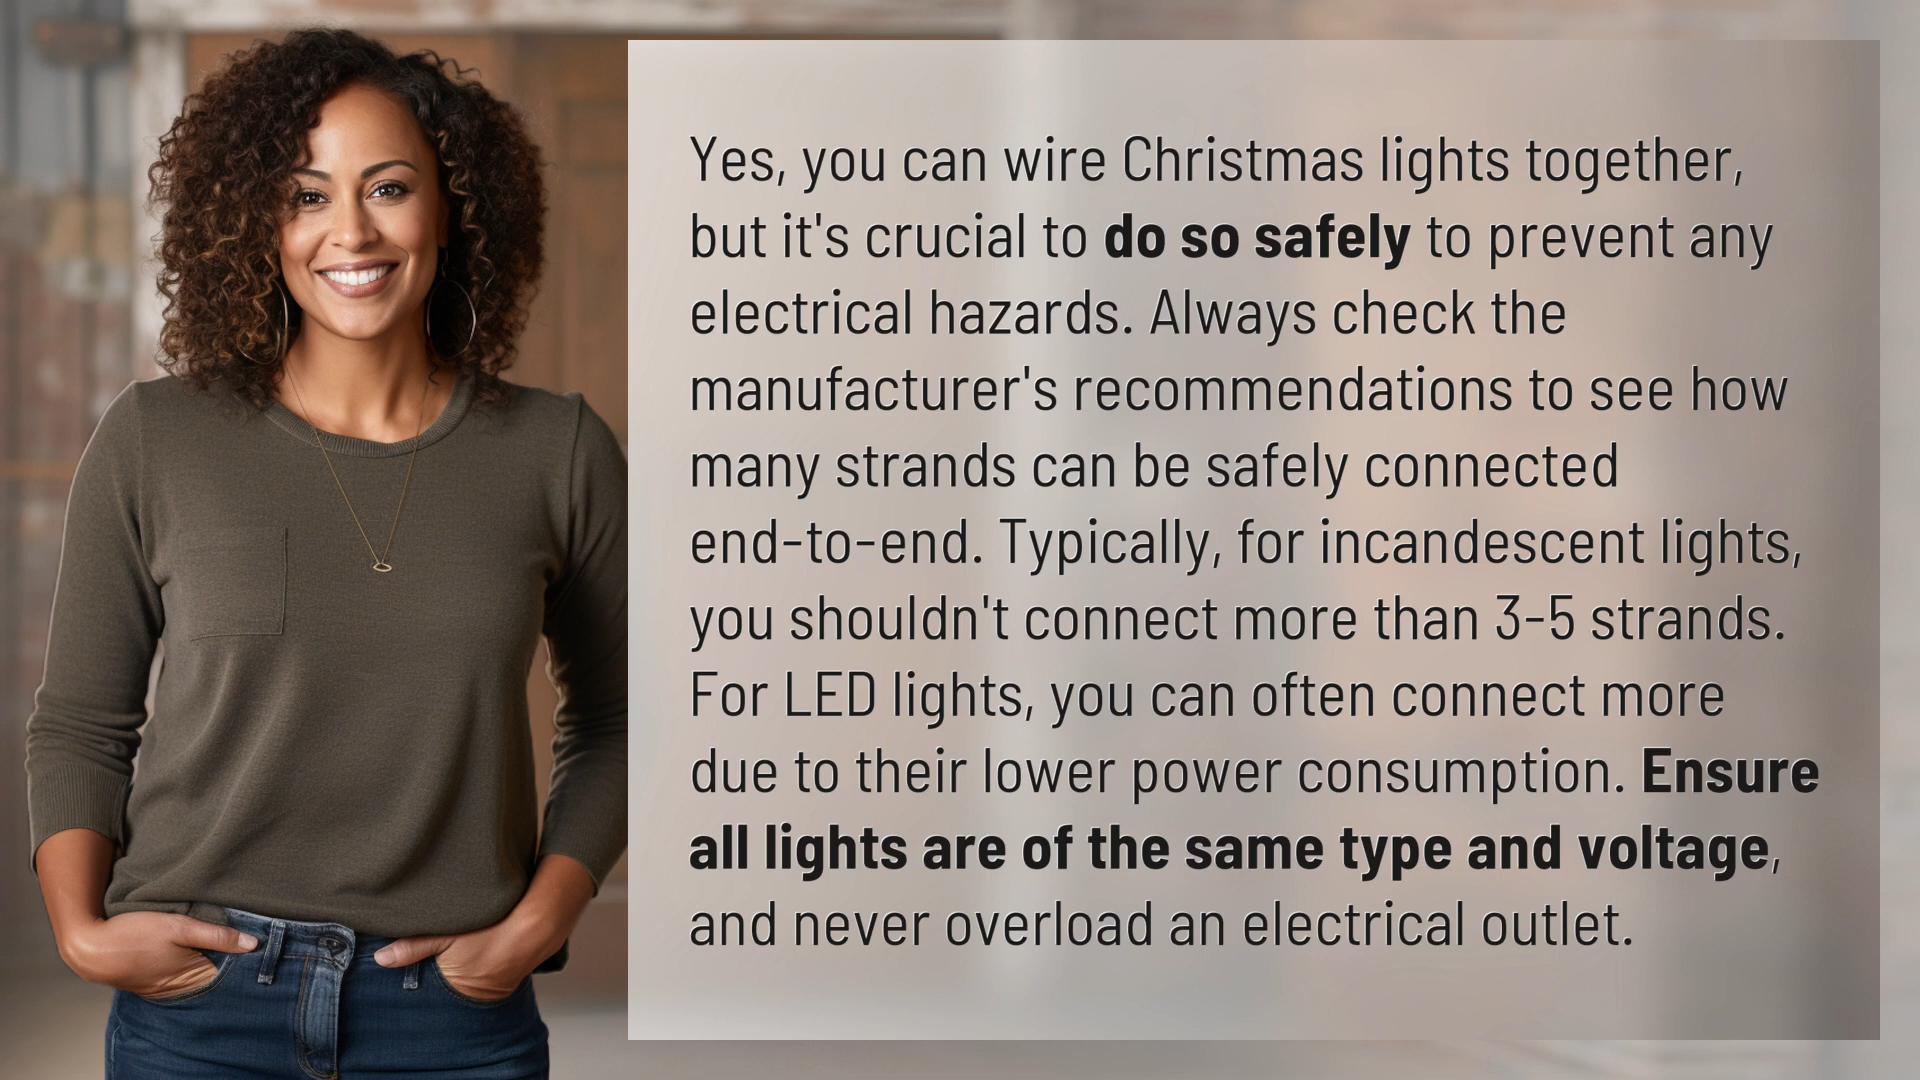 Yes, you can wire Christmas lights together,
but it's crucial to do so safely to prevent any
electrical hazards. Always check the
manufacturer's recommendations to see how
many strands can be safely connected
end-to-end. Typically, for incandescent lights,
you shouldn't connect more than 3-5 strands.
For LED lights, you can often connect more
due to their lower power consumption. Ensure
all lights are of the same type and voltage,
and never overload an electrical outlet.